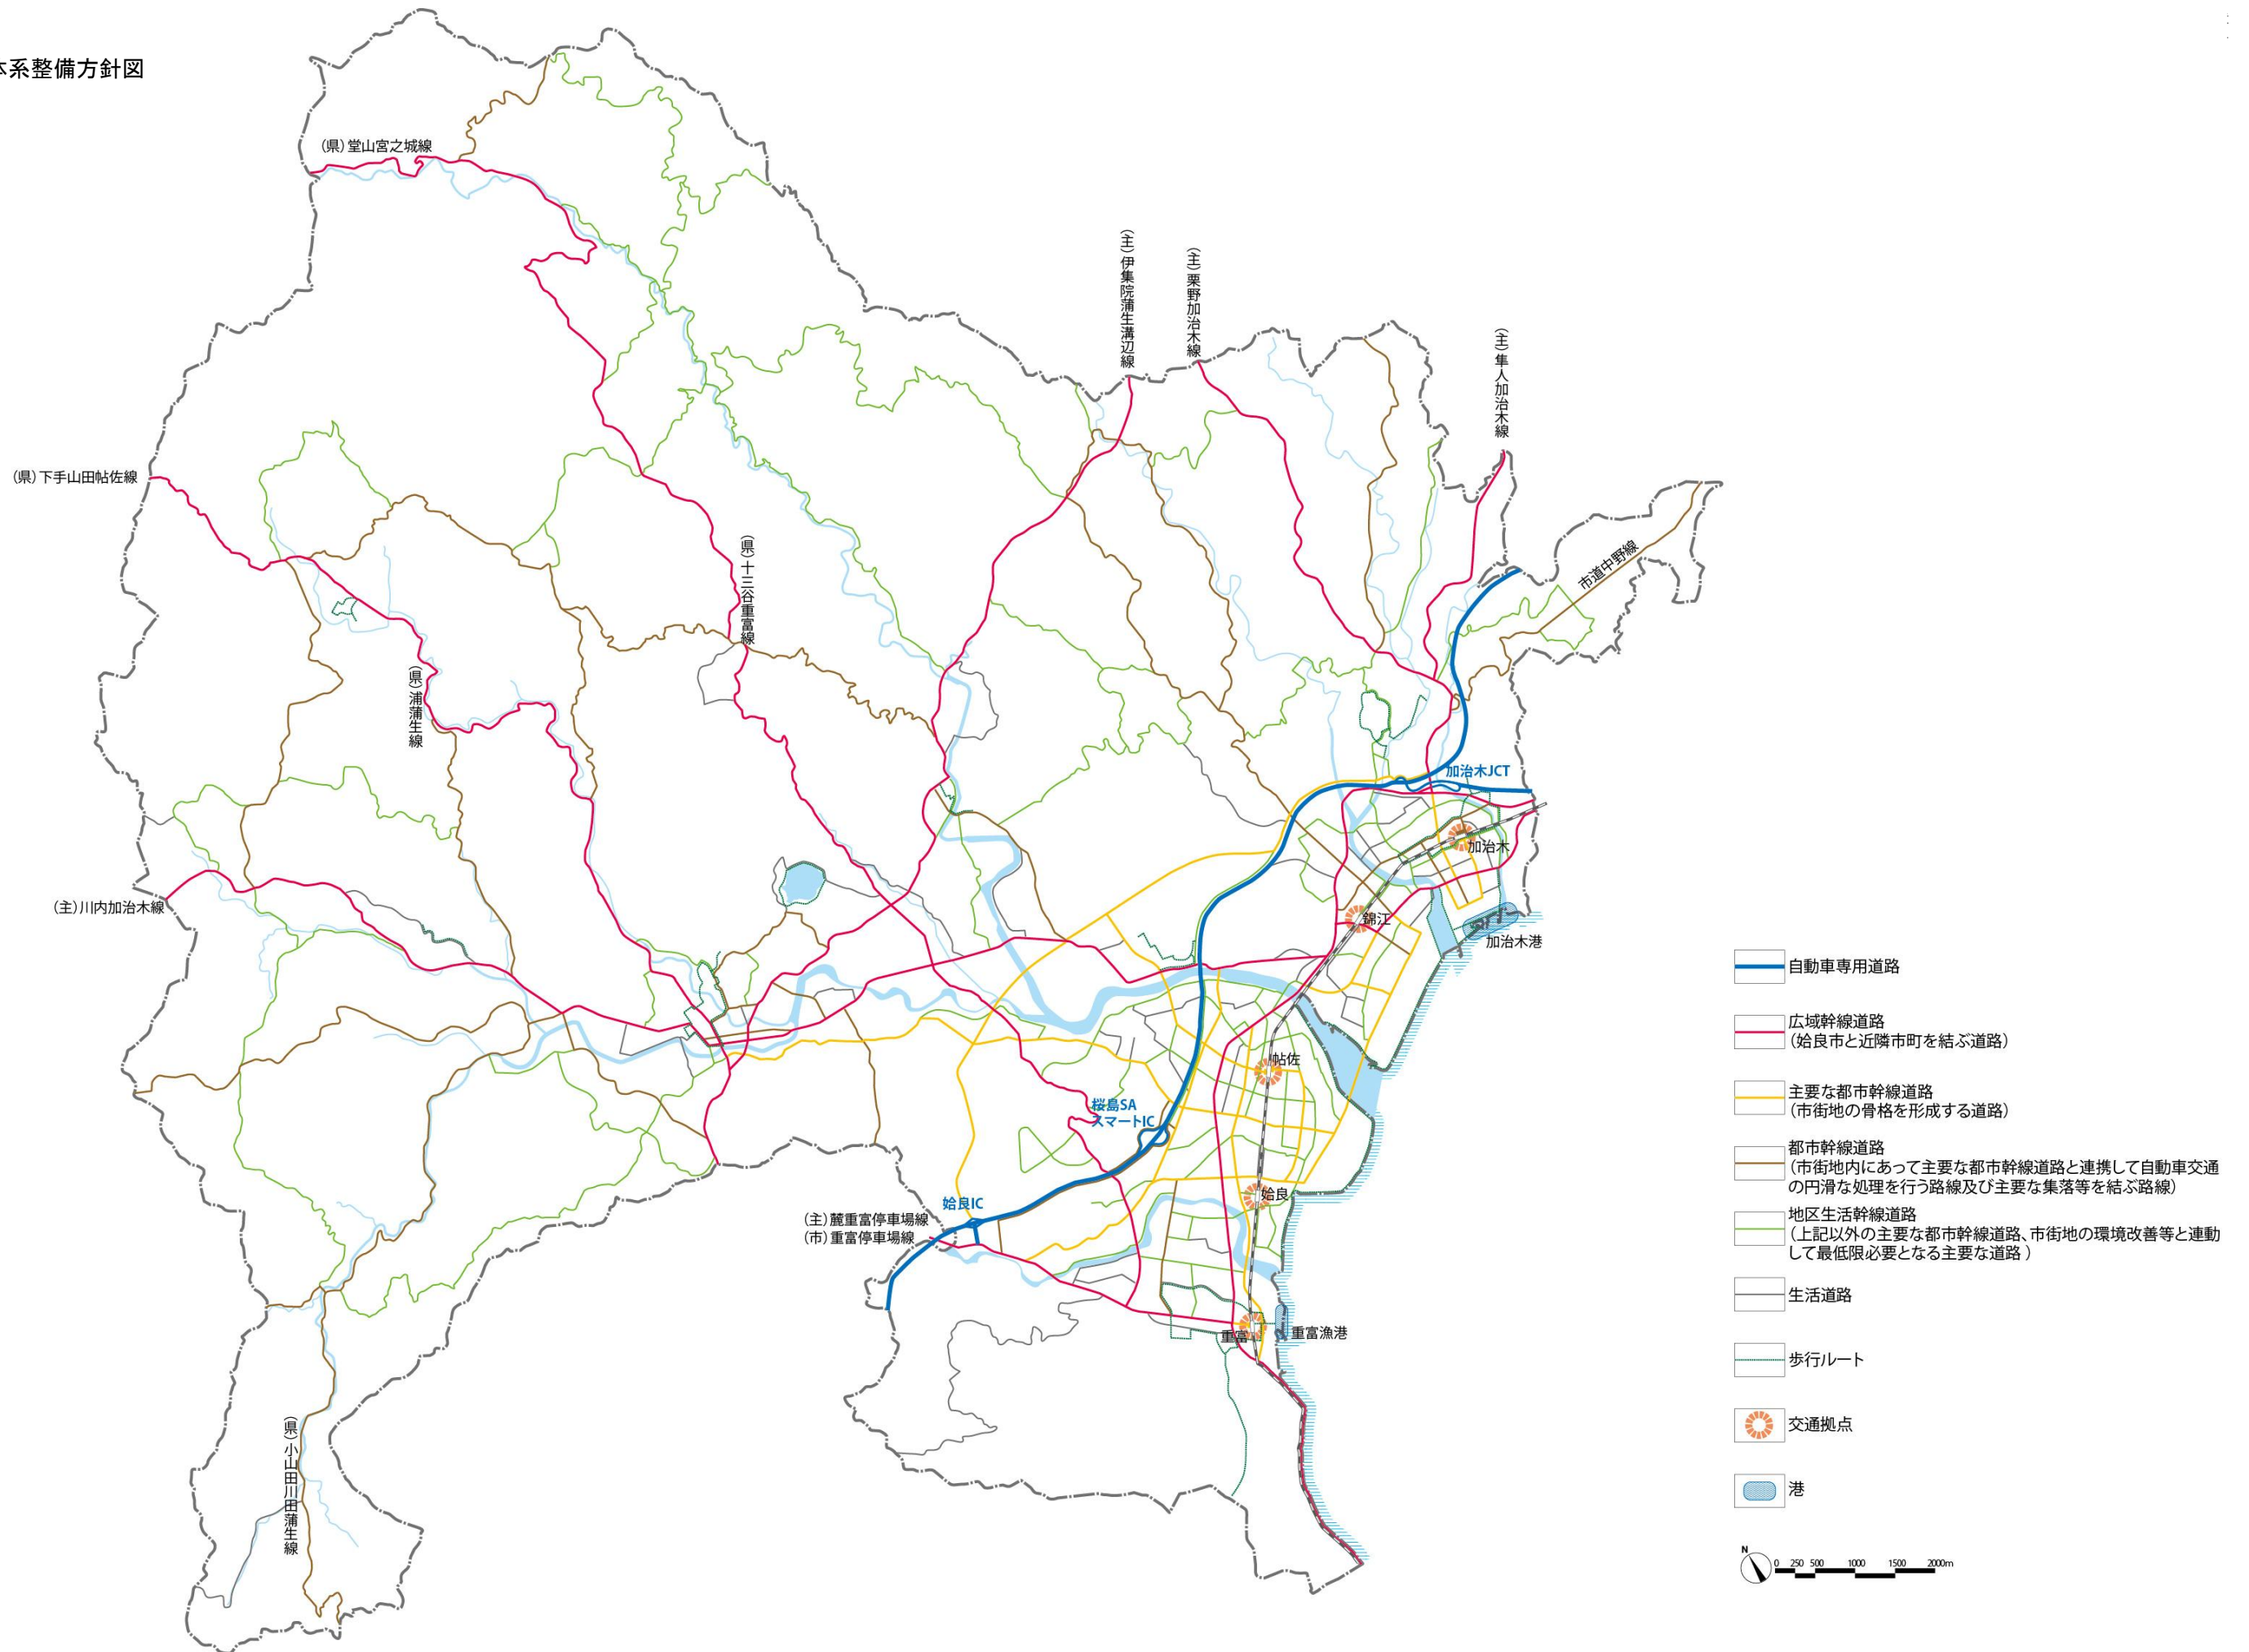 体系整備方針図
(県)堂山宮之城線
(主)伊集院蒲生溝辺線
(主)栗野加治木線
(主)隼人加治木線
(県)下手山田帖佐線
(県)十三谷重富線
市道中野線
(県)浦蒲生線
加治木JCT
加治木
(主)川内加治木線
錦江
加治木港
帖佐
桜島SA
スマートIC
始良
始良IC
(主)麓重富停車場線
(市)重富停車場線
重富
重富漁港
(県)小山田川田蒲生線
自動車専用道路
広域幹線道路
(始良市と近隣市町を結ぶ道路)
主要な都市幹線道路
(市街地の骨格を形成する道路)
都市幹線道路
(市街地内にあって主要な都市幹線道路と連携して自動車交通
の円滑な処理を行う路線及び主要な集落等を結ぶ路線)
地区生活幹線道路
(上記以外の主要な都市幹線道路、市街地の環境改善等と連動
して最低限必要となる主要な道路 )
生活道路
歩行ルート
交通拠点
港
N
0 250 500 1000 1500 2000m